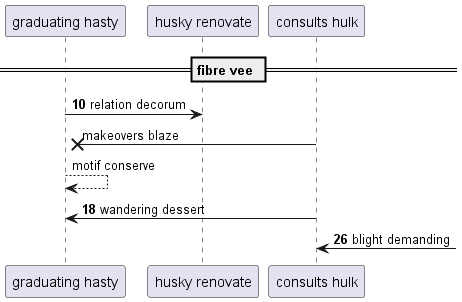 graduating hasty
husky renovate
consults hulk
fibre vee
10 relation decorum
makeovers blaze
motif conserve
18 wandering dessert
26 blight demanding
graduating hasty
husky renovate
consults hulk